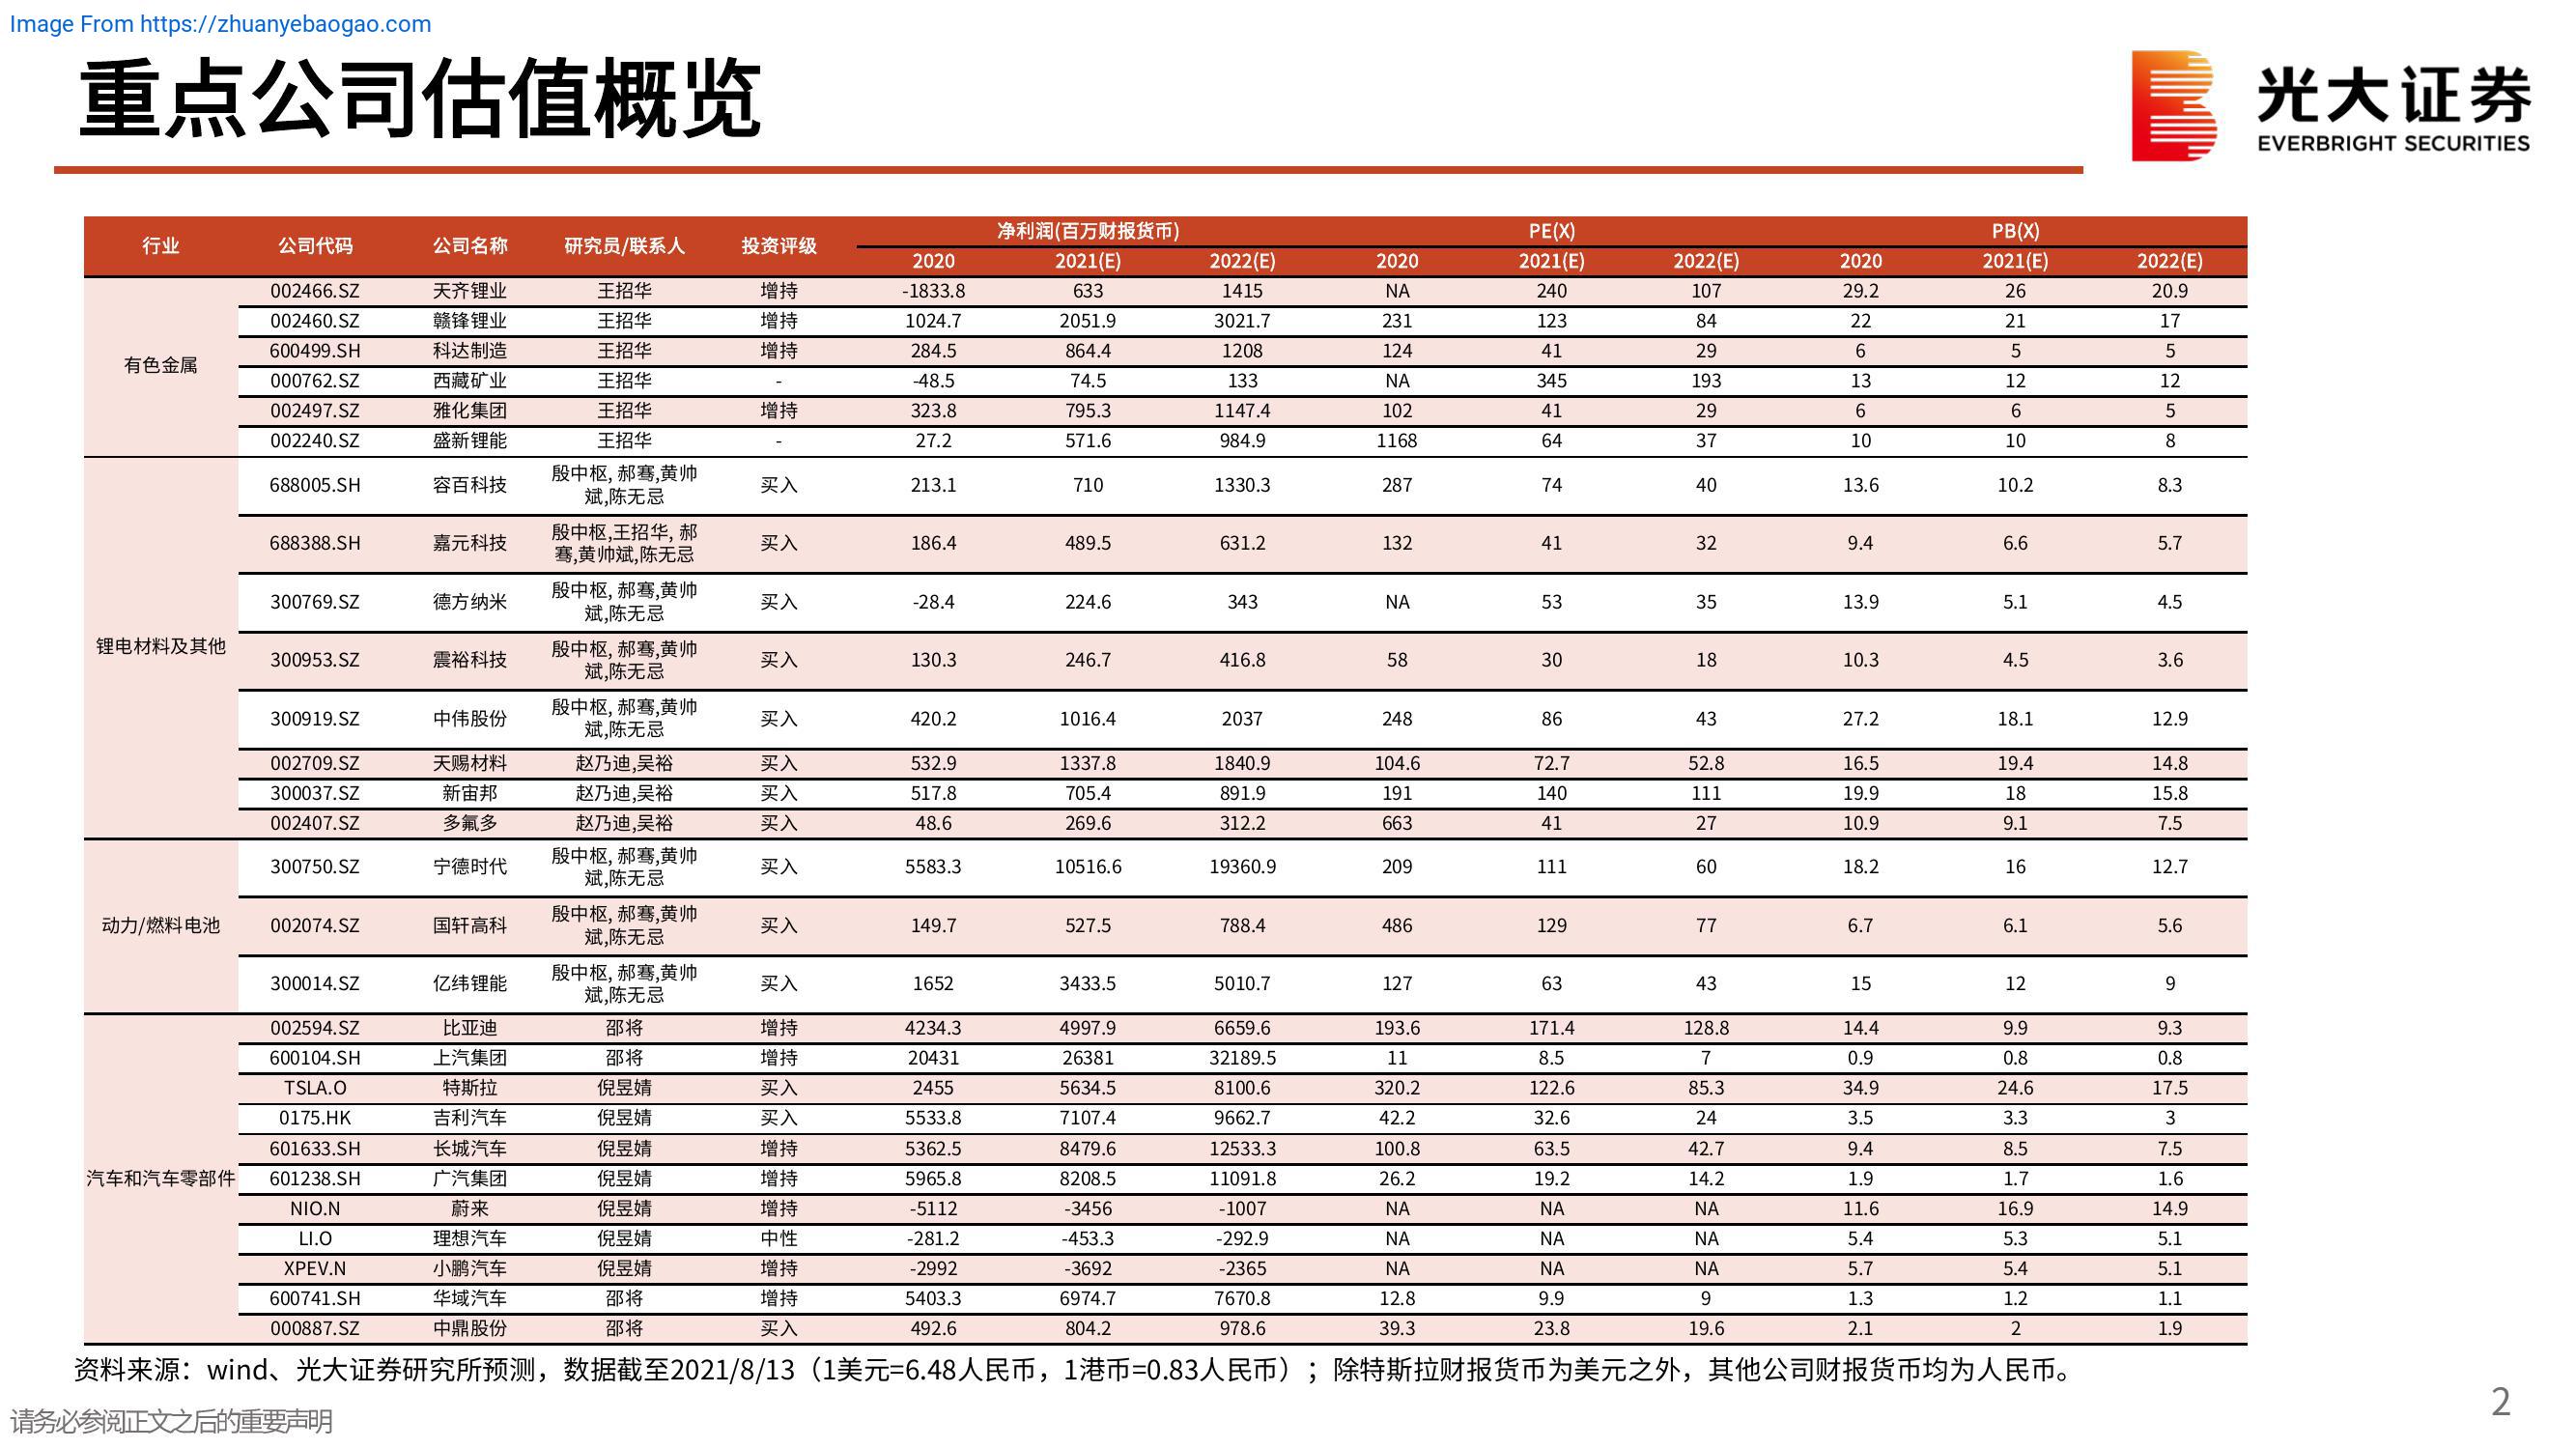 Image From https://zhuanyebaogao.com
重点公司估值概览
光大证券
EVERBRIGHT SECURITIES
行业 公司代码 公司名称 研究员/联系人 投资评级 净利润(百万财报货币) PE(X) PB(X)
2020 2021(E) 2022(E) 2020 2021(E) 2022(E) 2020 2021(E) 2022(E)
有色金属
002466.SZ 天齐锂业 王招华 增持 -1833.8 633 1415 NA 240 107 29.2 26 20.9
002460.SZ 赣锋锂业 王招华 增持 1024.7 2051.9 3021.7 231 123 84 22 21 17
600499.SH 科达制造 王招华 增持 284.5 864.4 1208 124 41 29 6 5 5
000762.SZ 西藏矿业 王招华 - -48.5 74.5 133 NA 345 193 13 12 12
002497.SZ 雅化集团 王招华 增持 323.8 795.3 1147.4 102 41 29 6 6 5
002240.SZ 盛新锂能 王招华 - 27.2 571.6 984.9 1168 64 37 10 10 8
锂电材料及其他
688005.SH 容百科技 殷中枢, 郝骞,黄帅斌,陈无忌 买入 213.1 710 1330.3 287 74 40 13.6 10.2 8.3
688388.SH 嘉元科技 殷中枢,王招华, 郝骞,黄帅斌,陈无忌 买入 186.4 489.5 631.2 132 41 32 9.4 6.6 5.7
300769.SZ 德方纳米 殷中枢, 郝骞,黄帅斌,陈无忌 买入 -28.4 224.6 343 NA 53 35 13.9 5.1 4.5
300953.SZ 震裕科技 殷中枢, 郝骞,黄帅斌,陈无忌 买入 130.3 246.7 416.8 58 30 18 10.3 4.5 3.6
300919.SZ 中伟股份 殷中枢, 郝骞,黄帅斌,陈无忌 买入 420.2 1016.4 2037 248 86 43 27.2 18.1 12.9
002709.SZ 天赐材料 赵乃迪,吴裕 买入 532.9 1337.8 1840.9 104.6 72.7 52.8 16.5 19.4 14.8
300037.SZ 新宙邦 赵乃迪,吴裕 买入 517.8 705.4 891.9 191 140 111 19.9 18 15.8
002407.SZ 多氟多 赵乃迪,吴裕 买入 48.6 269.6 312.2 663 41 27 10.9 9.1 7.5
动力/燃料电池
300750.SZ 宁德时代 殷中枢, 郝骞,黄帅斌,陈无忌 买入 5583.3 10516.6 19360.9 209 111 60 18.2 16 12.7
002074.SZ 国轩高科 殷中枢, 郝骞,黄帅斌,陈无忌 买入 149.7 527.5 788.4 486 129 77 6.7 6.1 5.6
300014.SZ 亿纬锂能 殷中枢, 郝骞,黄帅斌,陈无忌 买入 1652 3433.5 5010.7 127 63 43 15 12 9
汽车和汽车零部件
002594.SZ 比亚迪 邵将 增持 4234.3 4997.9 6659.6 193.6 171.4 128.8 14.4 9.9 9.3
600104.SH 上汽集团 邵将 增持 20431 26381 32189.5 11 8.5 7 0.9 0.8 0.8
TSLA.O 特斯拉 倪昱婧 买入 2455 5634.5 8100.6 320.2 122.6 85.3 34.9 24.6 17.5
0175.HK 吉利汽车 倪昱婧 买入 5533.8 7107.4 9662.7 42.2 32.6 24 3.5 3.3 3
601633.SH 长城汽车 倪昱婧 增持 5362.5 8479.6 12533.3 100.8 63.5 42.7 9.4 8.5 7.5
601238.SH 广汽集团 倪昱婧 增持 5965.8 8208.5 11091.8 26.2 19.2 14.2 1.9 1.7 1.6
NIO.N 蔚来 倪昱婧 增持 -5112 -3456 -1007 NA NA NA 11.6 16.9 14.9
LI.O 理想汽车 倪昱婧 中性 -281.2 -453.3 -292.9 NA NA NA 5.4 5.3 5.1
XPEV.N 小鹏汽车 倪昱婧 增持 -2992 -3692 -2365 NA NA NA 5.7 5.4 5.1
600741.SH 华域汽车 邵将 增持 5403.3 6974.7 7670.8 12.8 9.9 9 1.3 1.2 1.1
000887.SZ 中鼎股份 邵将 买入 492.6 804.2 978.6 39.3 23.8 19.6 2.1 2 1.9
资料来源：wind、光大证券研究所预测，数据截至2021/8/13（1美元=6.48人民币，1港币=0.83人民币）；除特斯拉财报货币为美元之外，其他公司财报货币均为人民币。
请务必参阅正文之后的重要声明
2